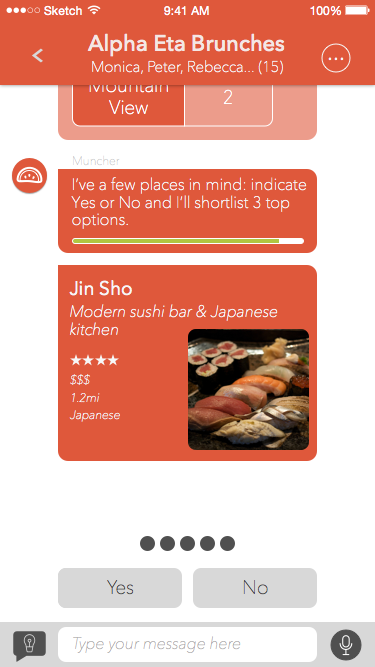 Sketch
9:41 AM
100%
Alpha Eta Brunches
Monica, Peter, Rebecca... (15)
Mountain
View
2
Muncher
I've a few places in mind: indicate
Yes or No and I'll shortlist 3 top
options.
Jin Sho
Modern sushi bar & Japanese
kitchen
★★★★
$$$
1.2mi
Japanese
Yes
No
Type your message here